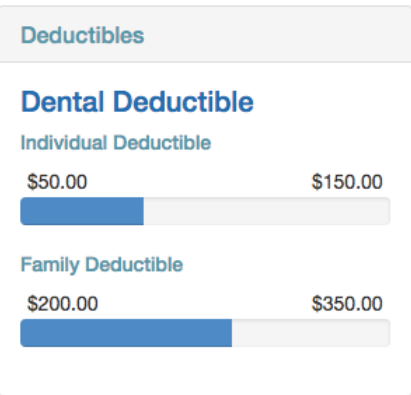 Deductibles
Dental Deductible
Individual Deductible
$50.00 $150.00
Family Deductible
$200.00 $350.00